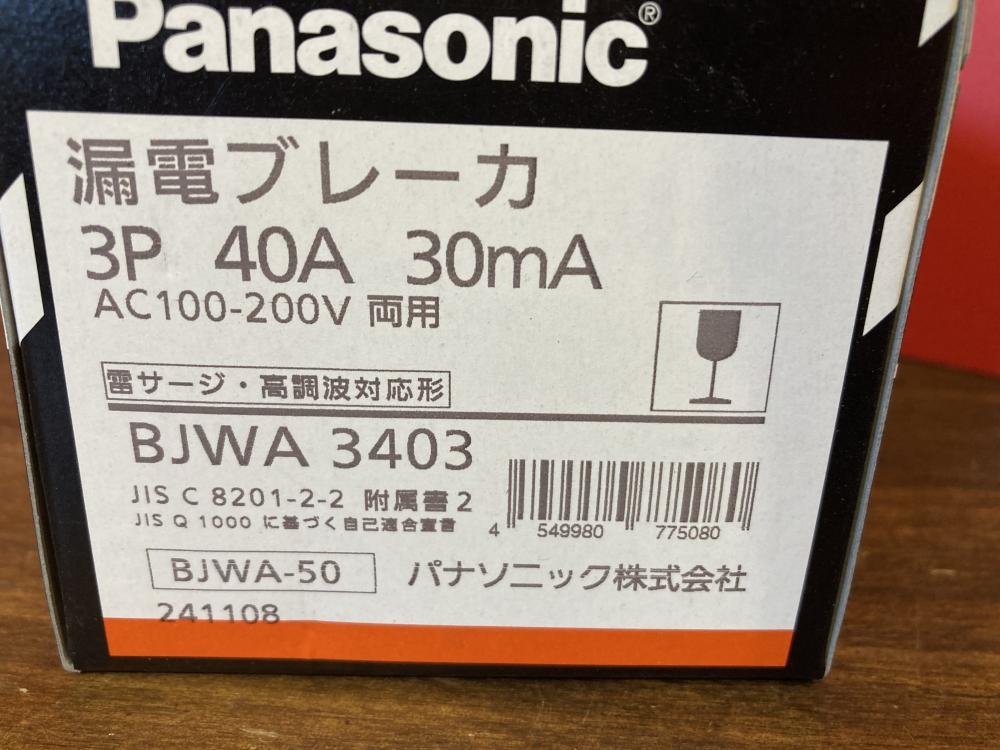 Panasonic®
漏電ブレーカ
3P 40A 30mA
AC100-200V 両用
雷サージ・高調波対応形
BJWA 3403
JIS C 8201-2-2 附属書2
JIS Q 1000 に基づく自己適合宣言
4 549980 775080
BJWA-50
パナソニック株式会社
241108